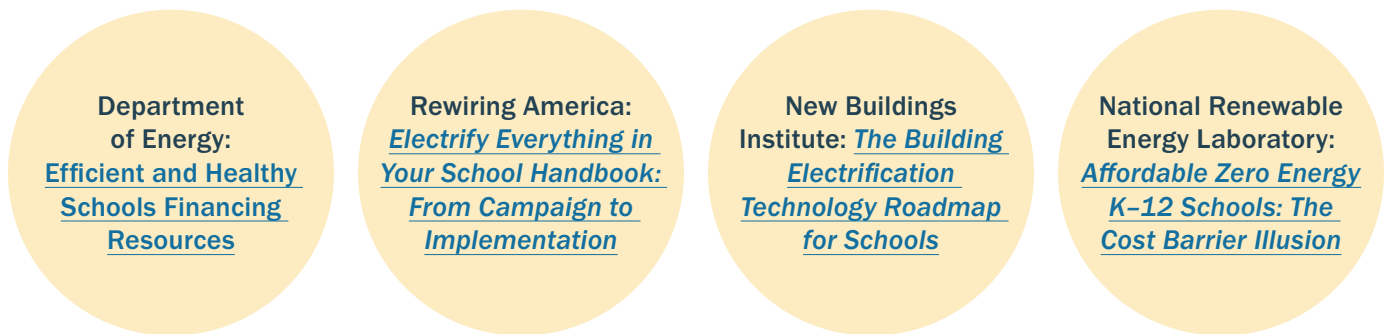 Department
of Energy:
Efficient and Healthy
Schools Financing
Resources
Rewiring America:
Electrify Everything in
Your School Handbook:
From Campaign to
Implementation
New Buildings
Institute: The Building
Electrification
Technology Roadmap
for Schools
National Renewable
Energy Laboratory:
Affordable Zero Energy
K–12 Schools: The
Cost Barrier Illusion